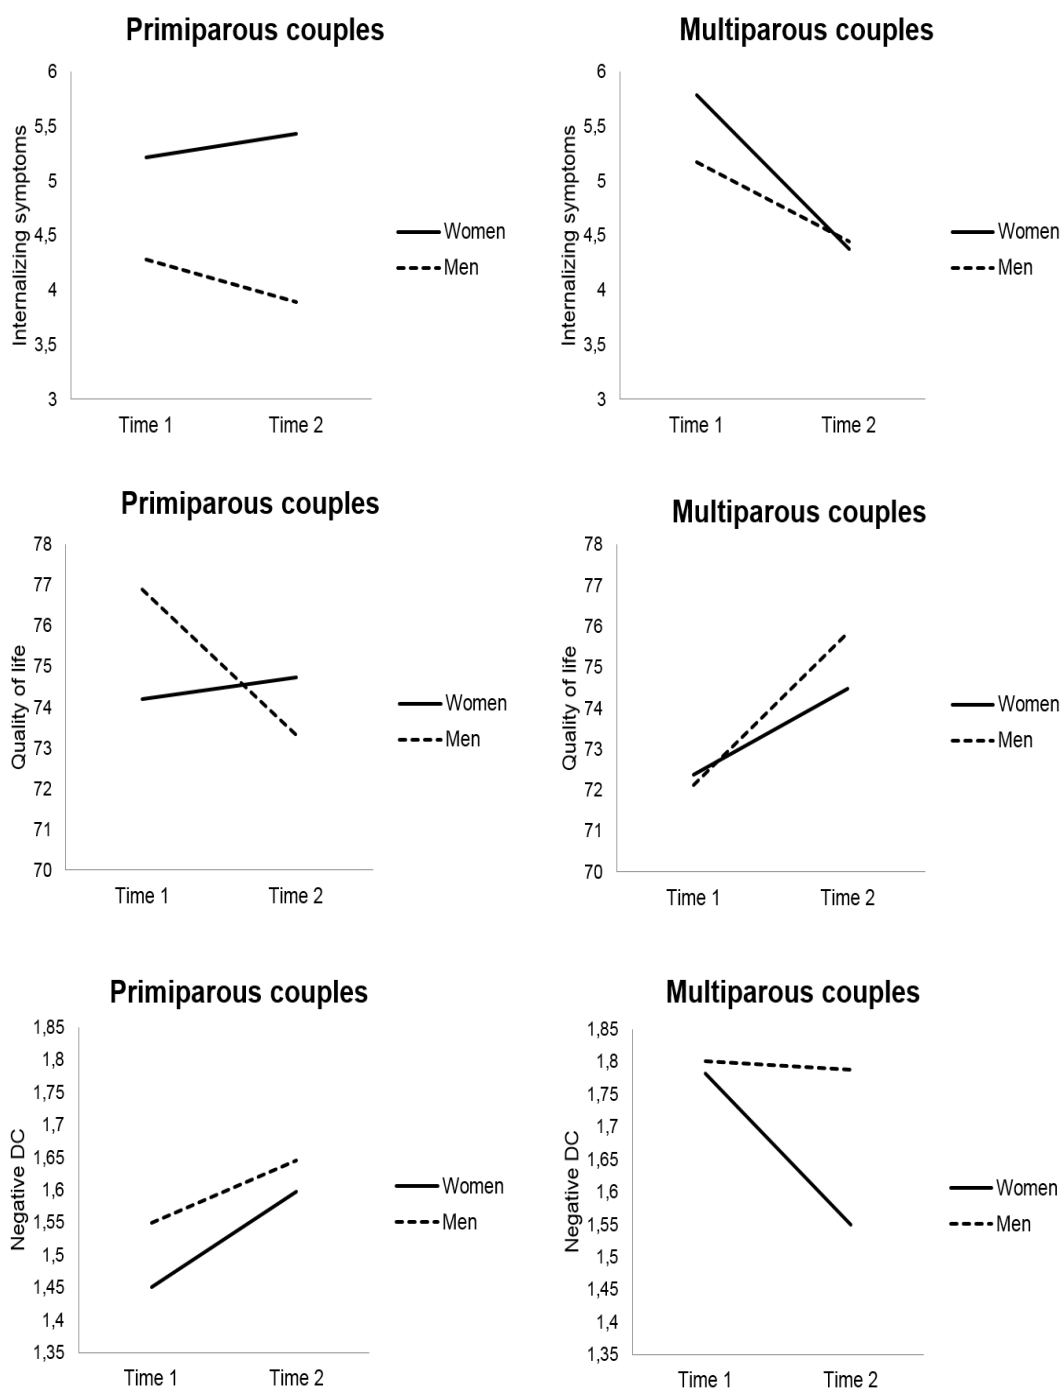 Primiparous couples
Internalizing symptoms
6
5,5
5
4,5
4
3,5
3
Time 1 Time 2
Women
Men
Multiparous couples
Internalizing symptoms
6
5,5
5
4,5
4
3,5
3
Time 1 Time 2
Women
Men
Primiparous couples
Quality of life
78
77
76
75
74
73
72
71
70
Time 1 Time 2
Women
Men
Multiparous couples
Quality of life
78
77
76
75
74
73
72
71
70
Time 1 Time 2
Women
Men
Primiparous couples
Negative DC
1,85
1,8
1,75
1,7
1,65
1,6
1,55
1,5
1,45
1,4
1,35
Time 1 Time 2
Women
Men
Multiparous couples
Negative DC
1,85
1,8
1,75
1,7
1,65
1,6
1,55
1,5
1,45
1,4
1,35
Time 1 Time 2
Women
Men